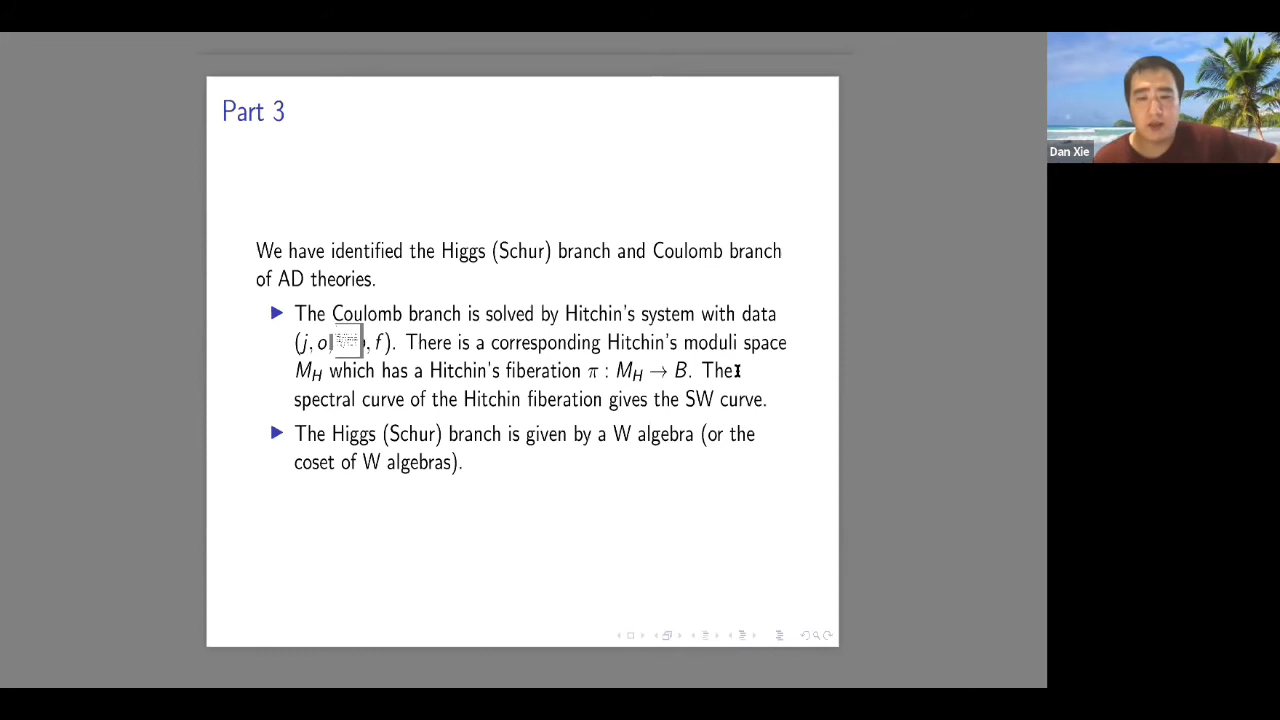 Part 3
We have identified the Higgs (Schur) branch and Coulomb branch
of AD theories.
▶ The Coulomb branch is solved by Hitchin's system with data
(j, o, , f). There is a corresponding Hitchin's moduli space
M_H which has a Hitchin's fiberation π : M_H → B. The
spectral curve of the Hitchin fiberation gives the SW curve.
▶ The Higgs (Schur) branch is given by a W algebra (or the
coset of W algebras).
Dan Xie